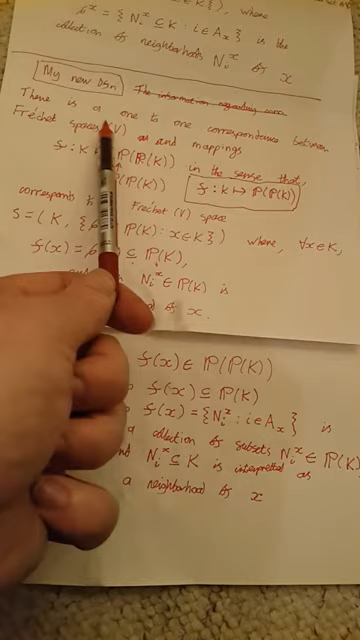 ⊆ K }), where
𝒢^x = { N_i^x ⊆ K : i ∈ A_x } is the
collection of neighborhoods N_i^x of x
My new Dfn
There is a one to one correspondence between
Fréchet spaces (V) and mappings
f : K ↦ ℙ(ℙ(K)) in the sense that,
ℙ(K)) f : K ↦ ℙ(ℙ(K))
corresponds to Fréchet (V) space
S = ( K, { ℙ(K) : x ∈ K } ) where, ∀x ∈ K,
f(x) = ⊆ ℙ(K),
N_i^x ∈ ℙ(K) is
of x.
f(x) ∈ ℙ(ℙ(K))
f(x) ⊆ ℙ(K)
f(x) = { N_i^x : i ∈ A_x } is
a collection of subsets N_i^x ∈ ℙ(K)
N_i^x ⊆ K is interpreted as
a neighborhood of x